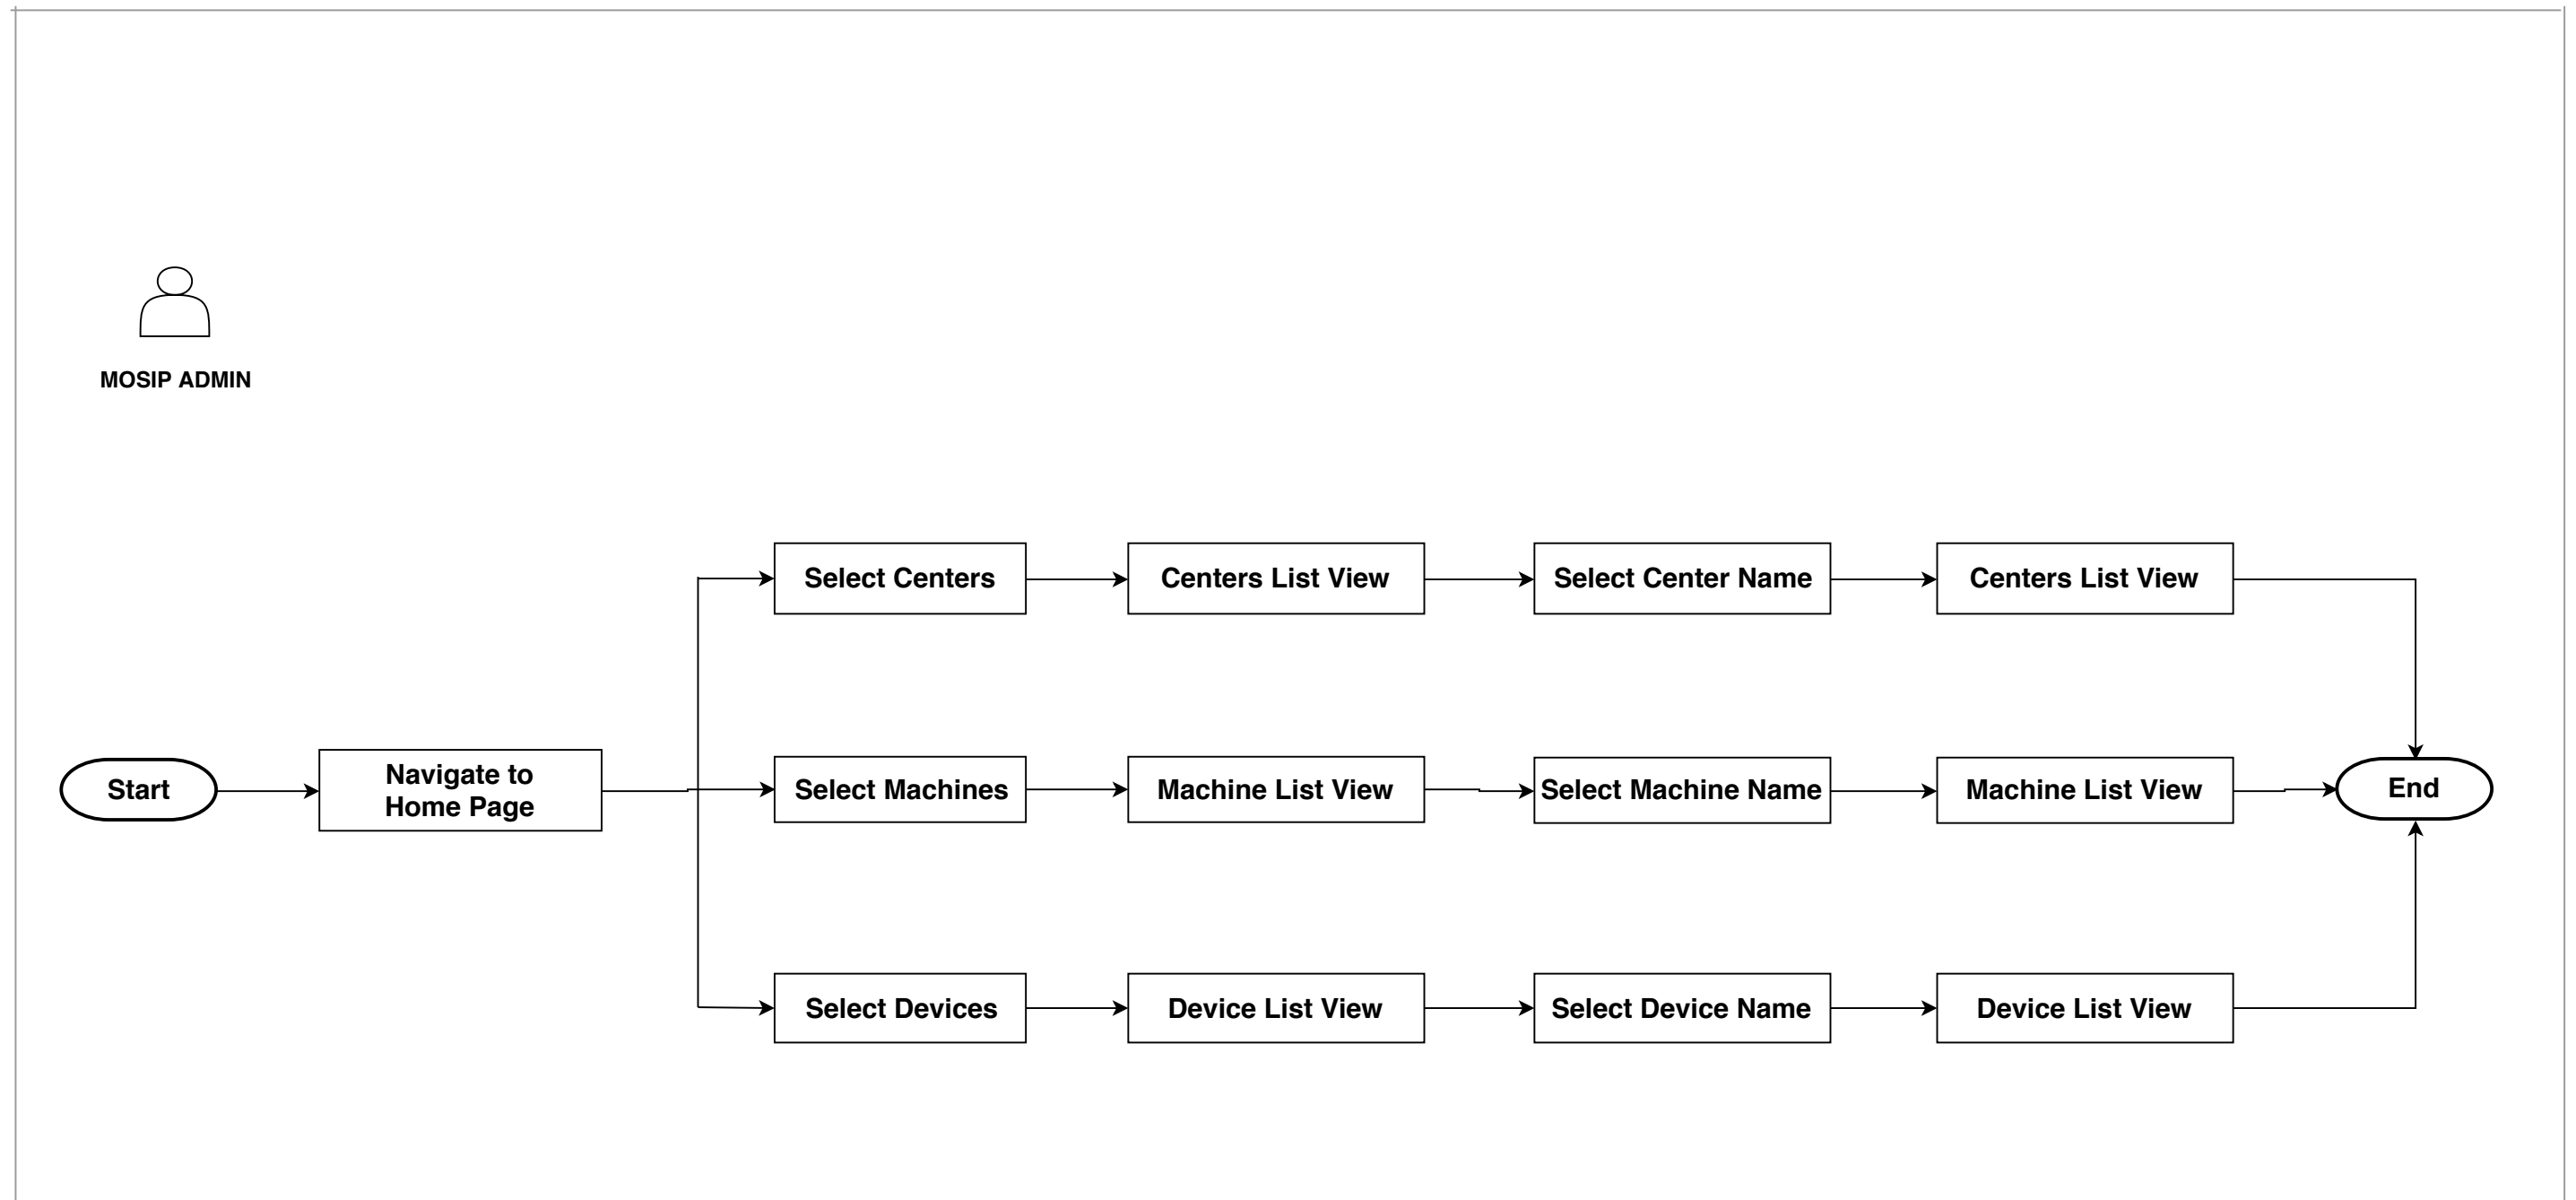 MOSIP ADMIN
Select Centers
Centers List View
Select Center Name
Centers List View
Start
Navigate to
Home Page
Select Machines
Machine List View
Select Machine Name
Machine List View
End
Select Devices
Device List View
Select Device Name
Device List View